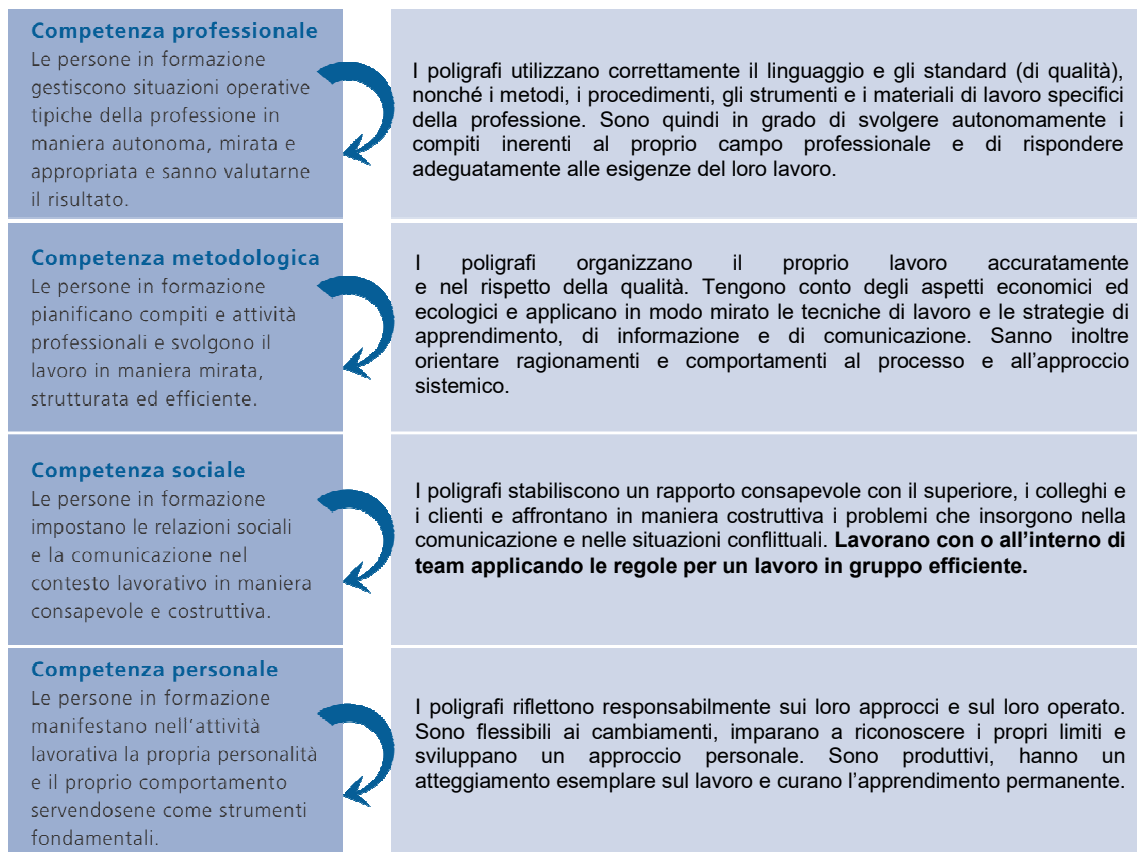 Competenza professionale
Le persone in formazione
gestiscono situazioni operative
tipiche della professione in
maniera autonoma, mirata e
appropriata e sanno valutarne
il risultato.
I poligrafi utilizzano correttamente il linguaggio e gli standard (di qualità),
nonché i metodi, i procedimenti, gli strumenti e i materiali di lavoro specifici
della professione. Sono quindi in grado di svolgere autonomamente i
compiti inerenti al proprio campo professionale e di rispondere
adeguatamente alle esigenze del loro lavoro.
Competenza metodologica
Le persone in formazione
pianificano compiti e attività
professionali e svolgono il
lavoro in maniera mirata,
strutturata ed efficiente.
I poligrafi organizzano il proprio lavoro accuratamente
e nel rispetto della qualità. Tengono conto degli aspetti economici ed
ecologici e applicano in modo mirato le tecniche di lavoro e le strategie di
apprendimento, di informazione e di comunicazione. Sanno inoltre
orientare ragionamenti e comportamenti al processo e all’approccio
sistemico.
Competenza sociale
Le persone in formazione
impostano le relazioni sociali
e la comunicazione nel
contesto lavorativo in maniera
consapevole e costruttiva.
I poligrafi stabiliscono un rapporto consapevole con il superiore, i colleghi e
i clienti e affrontano in maniera costruttiva i problemi che insorgono nella
comunicazione e nelle situazioni conflittuali. Lavorano con o all’interno di
team applicando le regole per un lavoro in gruppo efficiente.
Competenza personale
Le persone in formazione
manifestano nell’attività
lavorativa la propria personalità
e il proprio comportamento
servendosene come strumenti
fondamentali.
I poligrafi riflettono responsabilmente sui loro approcci e sul loro operato.
Sono flessibili ai cambiamenti, imparano a riconoscere i propri limiti e
sviluppano un approccio personale. Sono produttivi, hanno un
atteggiamento esemplare sul lavoro e curano l’apprendimento permanente.